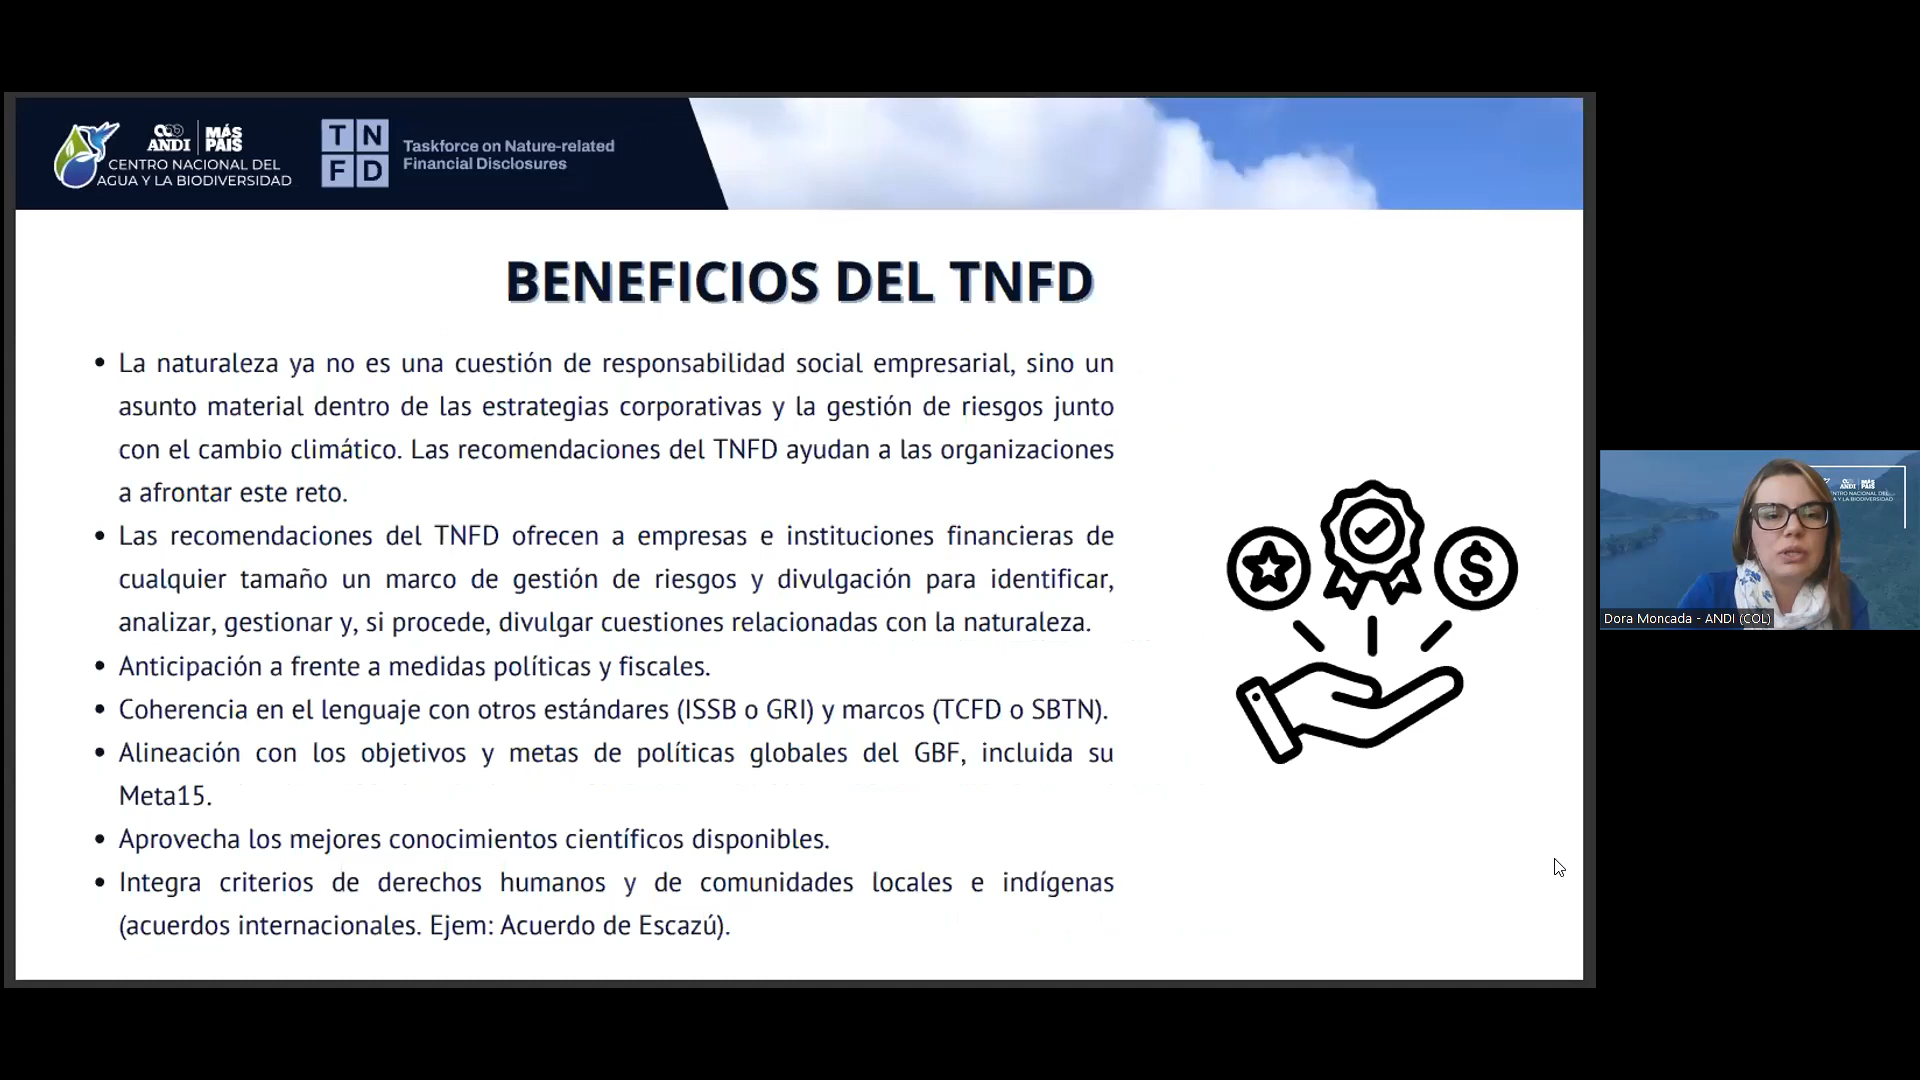 ANDI MÁS PAÍS
CENTRO NACIONAL DEL
AGUA Y LA BIODIVERSIDAD
TNFD
Taskforce on Nature-related
Financial Disclosures
BENEFICIOS DEL TNFD
• La naturaleza ya no es una cuestión de responsabilidad social empresarial, sino un
asunto material dentro de las estrategias corporativas y la gestión de riesgos junto
con el cambio climático. Las recomendaciones del TNFD ayudan a las organizaciones
a afrontar este reto.
• Las recomendaciones del TNFD ofrecen a empresas e instituciones financieras de
cualquier tamaño un marco de gestión de riesgos y divulgación para identificar,
analizar, gestionar y, si procede, divulgar cuestiones relacionadas con la naturaleza.
• Anticipación a frente a medidas políticas y fiscales.
• Coherencia en el lenguaje con otros estándares (ISSB o GRI) y marcos (TCFD o SBTN).
• Alineación con los objetivos y metas de políticas globales del GBF, incluida su
Meta15.
• Aprovecha los mejores conocimientos científicos disponibles.
• Integra criterios de derechos humanos y de comunidades locales e indígenas
(acuerdos internacionales. Ejem: Acuerdo de Escazú).
$
ANDI MÁS PAÍS
Dora Moncada - ANDI (COL)